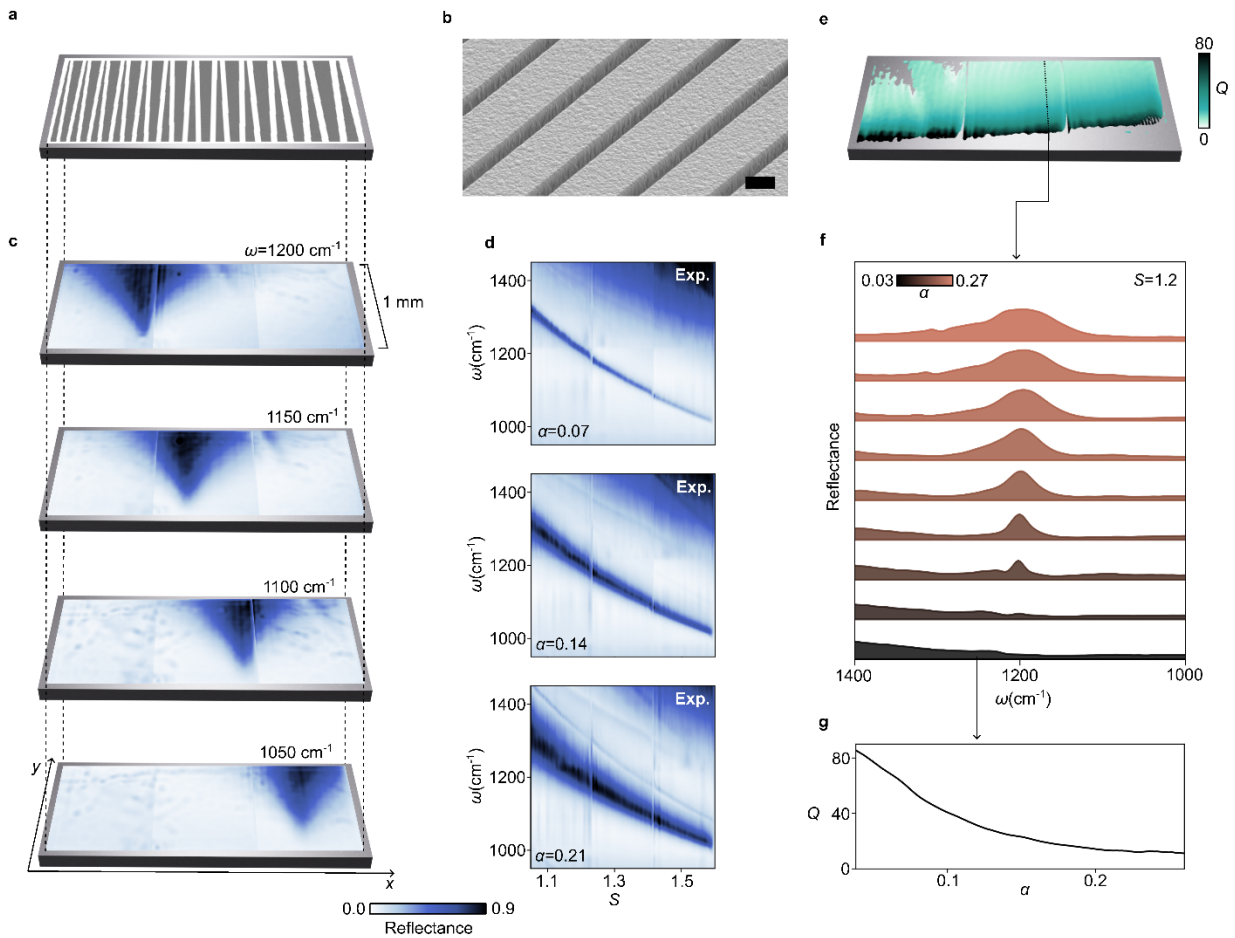 a
b
e
80
Q
0
c
ω=1200 cm-1
1 mm
1150 cm-1
1100 cm-1
1050 cm-1
y
x
0.0 0.9
Reflectance
d
Exp.
1400
1200
1000
ω(cm-1)
α=0.07
Exp.
1400
1200
1000
ω(cm-1)
α=0.14
Exp.
1400
1200
1000
ω(cm-1)
α=0.21
1.1 1.3 1.5
S
f
0.03 0.27
α
S=1.2
Reflectance
1400 1200 1000
ω(cm-1)
g
80
40
0
Q
0.1 0.2
α